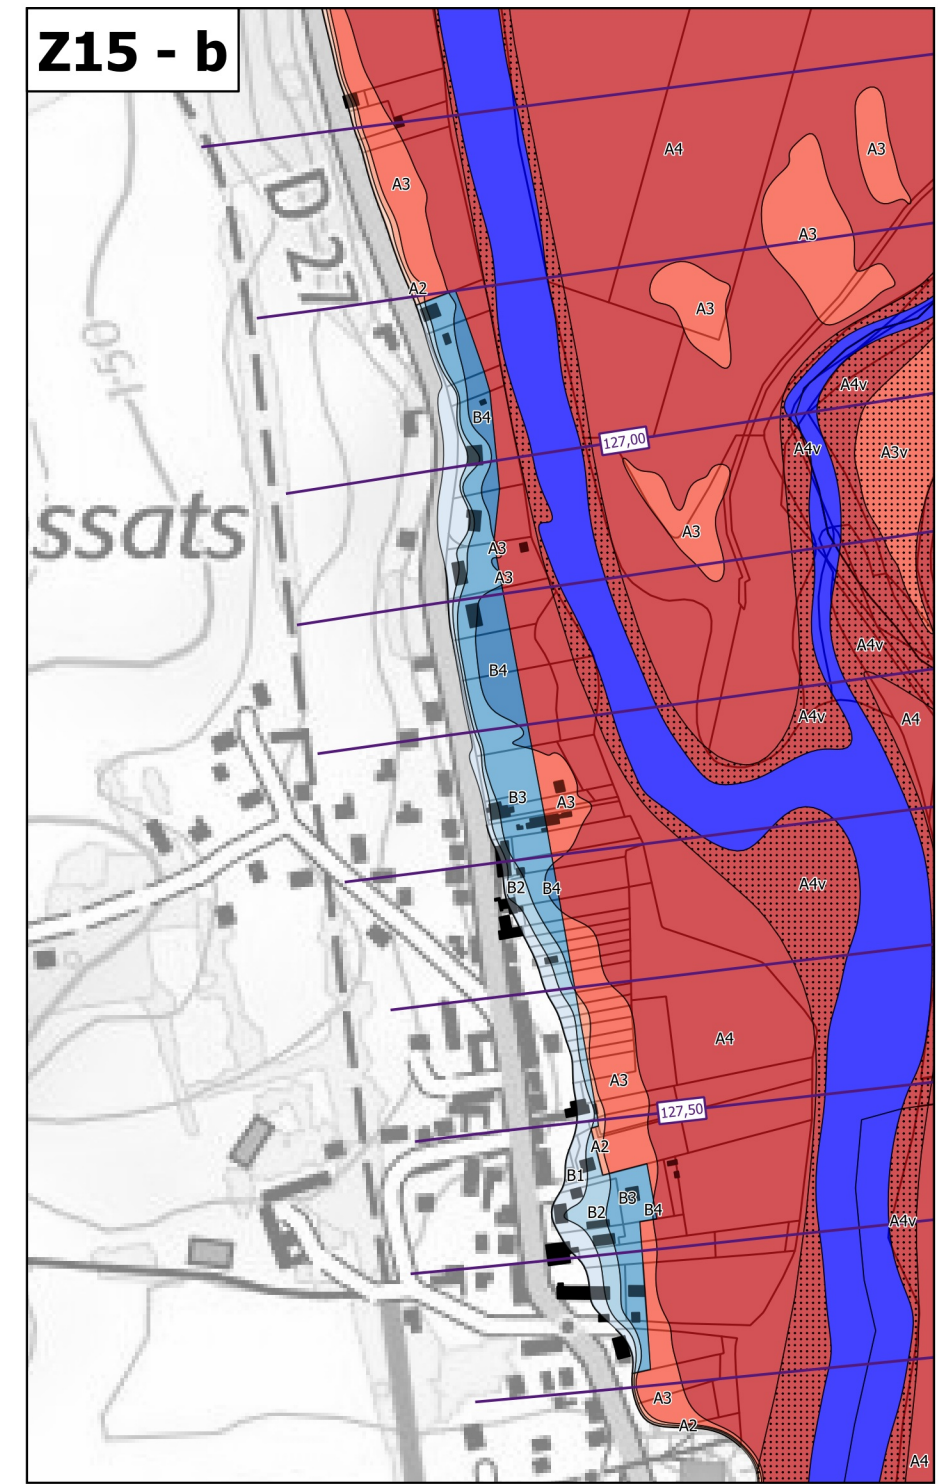 Z15 - b
A4
A3
A3
D 27
A3
A2
A3
150
A4v
B4
127,00
A4v
A3v
ssats
A3
A3
A3
A4v
B4
A4v
A4
B3
A3
B2
B4
A4v
A4
A3
127,50
A2
B1
B3
B2
B4
A4v
A3
A2
A4